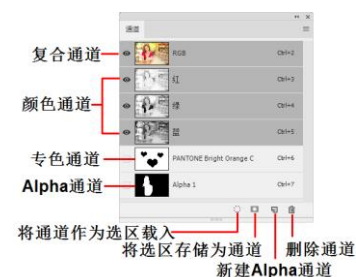 通道
复合通道
RGB
Ctrl+2
颜色通道
红
Ctrl+3
绿
Ctrl+4
蓝
Ctrl+5
专色通道
PANTONE Bright Orange C
Ctrl+6
Alpha通道
Alpha 1
Ctrl+7
将通道作为选区载入
将选区存储为通道
删除通道
新建Alpha通道